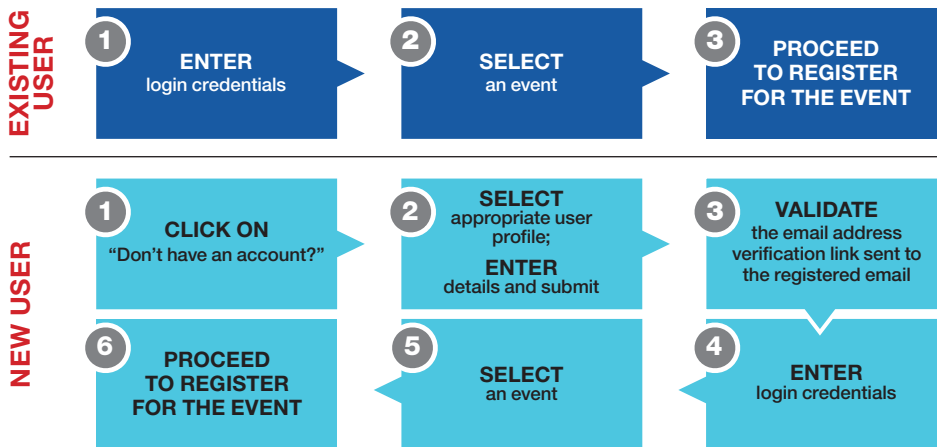 EXISTING
USER
1
ENTER
login credentials
2
SELECT
an event
3
PROCEED
TO REGISTER
FOR THE EVENT
NEW USER
1
CLICK ON
“Don’t have an account?”
2
SELECT
appropriate user
profile;
ENTER
details and submit
3
VALIDATE
the email address
verification link sent to
the registered email
4
ENTER
login credentials
5
SELECT
an event
6
PROCEED
TO REGISTER
FOR THE EVENT